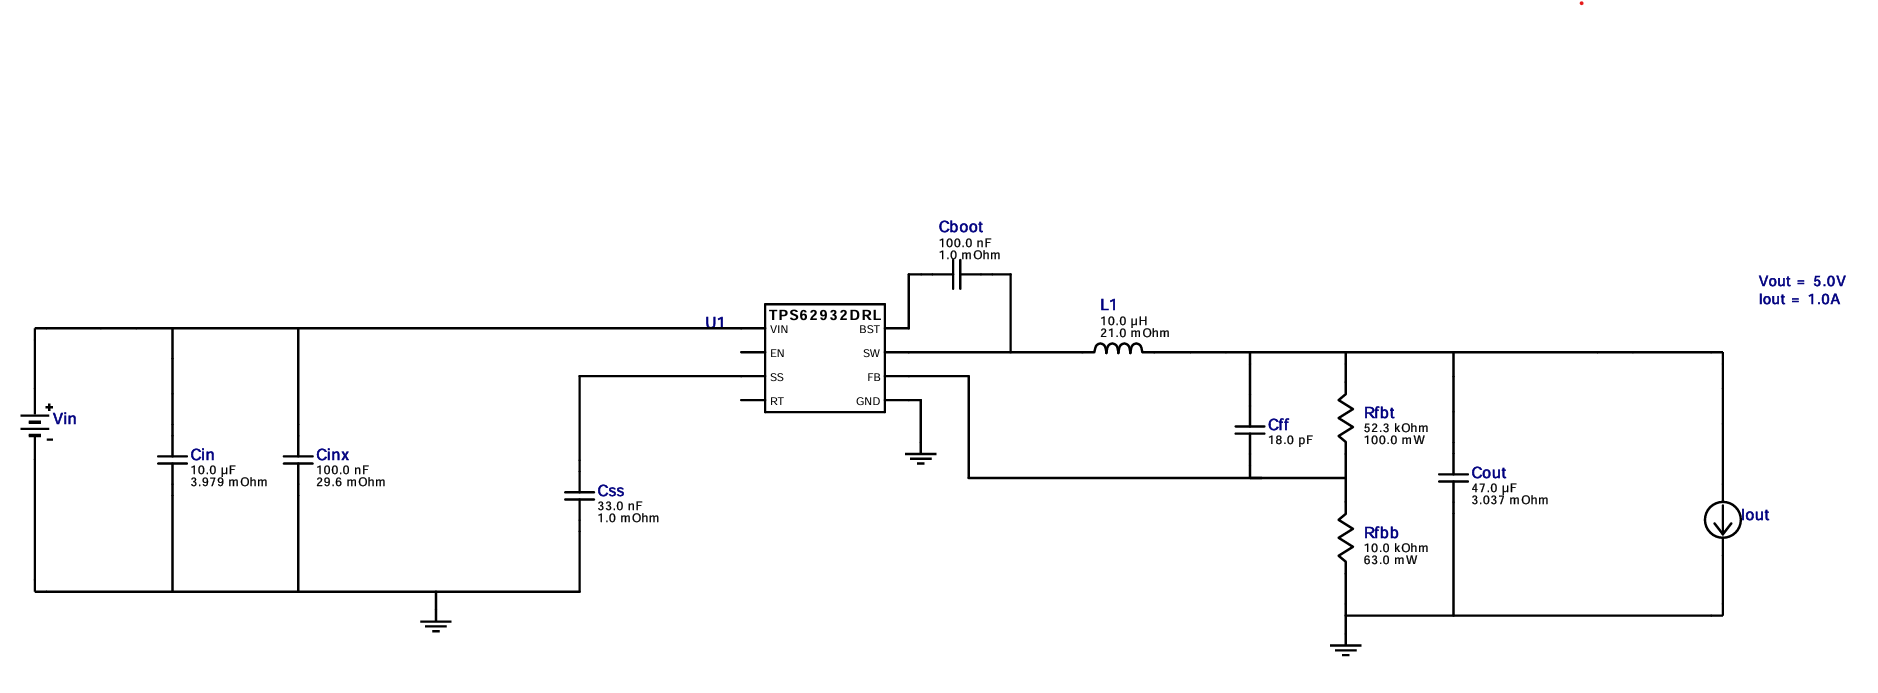 Cboot
100.0 nF
1.0 mOhm
Vout = 5.0V
Iout = 1.0A
L1
10.0 µH
21.0 mOhm
U1
TPS62932DRL
VIN
BST
EN
SW
SS
FB
RT
GND
+
Vin
-
Cin
10.0 µF
3.979 mOhm
Cinx
100.0 nF
29.6 mOhm
Css
33.0 nF
1.0 mOhm
Cff
18.0 pF
Rfbt
52.3 kOhm
100.0 mW
Cout
47.0 µF
3.037 mOhm
Rfbb
10.0 kOhm
63.0 mW
Iout